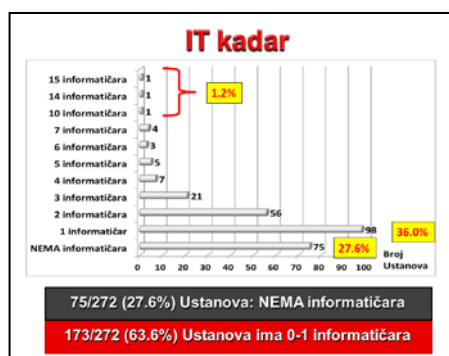 IT kadar
15 informatičara 1
14 informatičara 1
1.2%
10 informatičara 1
7 informatičara 4
6 informatičara 3
5 informatičara 5
4 informatičara 7
3 informatičara 21
2 informatičara 56
1 informatičar 98 36.0%
NEMA informatičara 75 27.6%
Broj
Ustanova
0 10 20 30 40 50 60 70 80 90 100
75/272 (27.6%) Ustanova: NEMA informatičara
173/272 (63.6%) Ustanova ima 0-1 informatičara